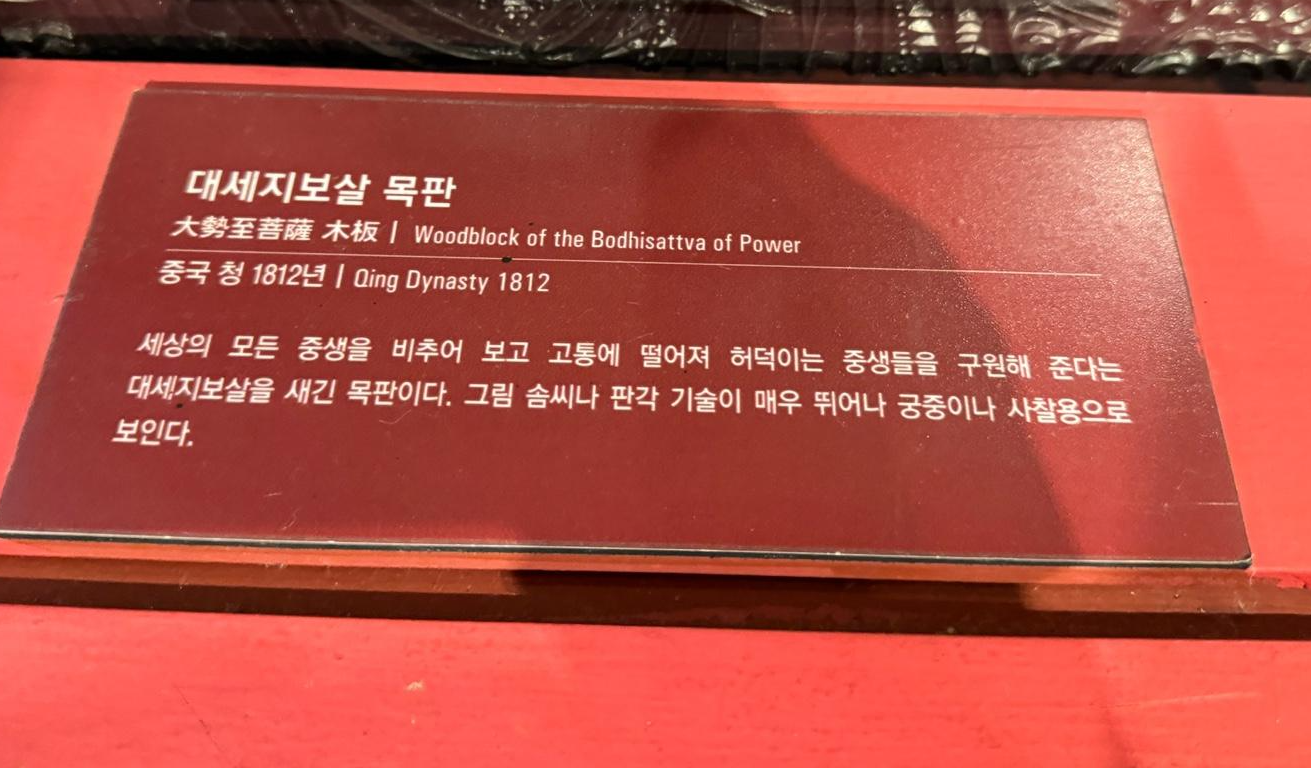 대세지보살 목판
大勢至菩薩 木板 | Woodblock of the Bodhisattva of Power
중국 청 1812년 | Qing Dynasty 1812
세상의 모든 중생을 비추어 보고 고통에 떨어져 허덕이는 중생들을 구원해 준다는
대세지보살을 새긴 목판이다. 그림 솜씨나 판각 기술이 매우 뛰어나 궁중이나 사찰용으로
보인다.